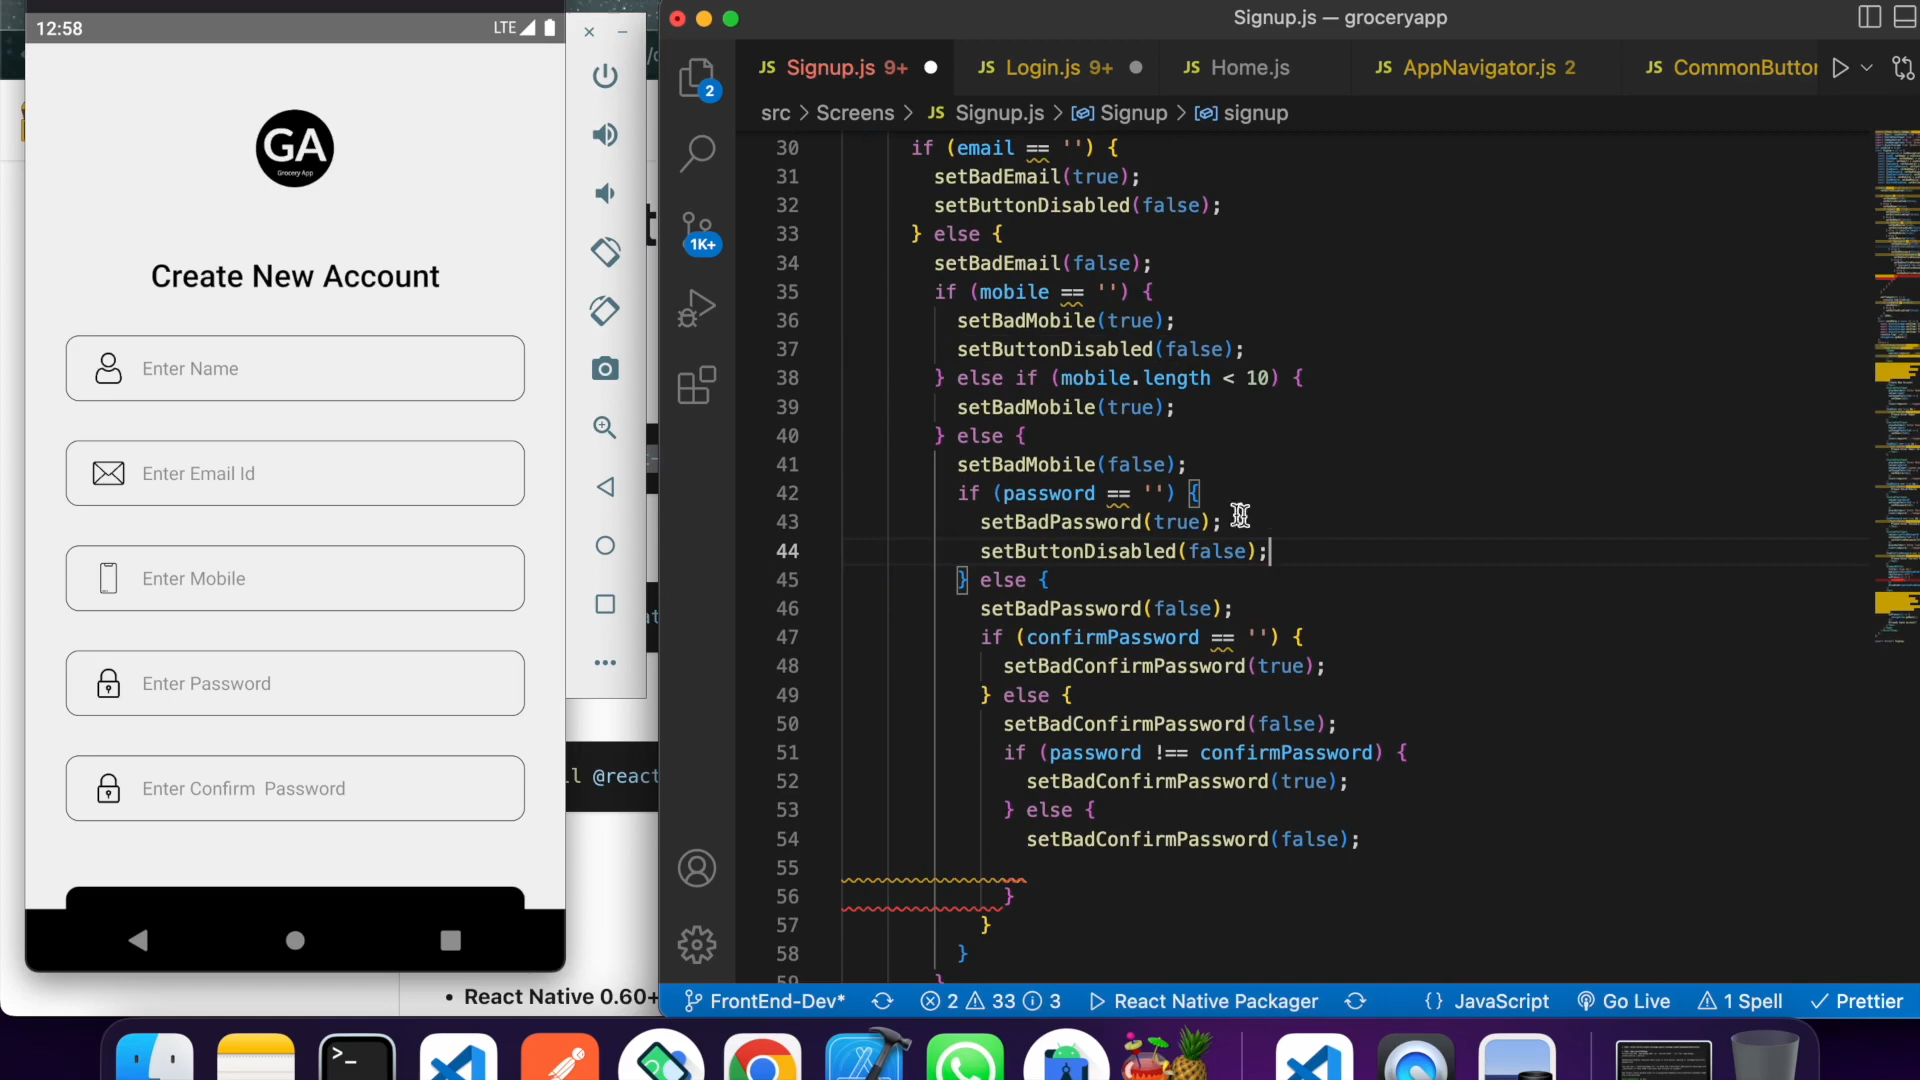 12:58
LTE
GA
Grocery App
Create New Account
Enter Name
Enter Email Id
Enter Mobile
Enter Password
Enter Confirm  Password
ll @react
• React Native 0.60+
Signup.js — groceryapp
JS Signup.js 9+
JS Login.js 9+
JS Home.js
JS AppNavigator.js 2
JS CommonButton
2
1K+
src > Screens > JS Signup.js > Signup > signup
30 if (email == '') {
31 setBadEmail(true);
32 setButtonDisabled(false);
33 } else {
34 setBadEmail(false);
35 if (mobile == '') {
36 setBadMobile(true);
37 setButtonDisabled(false);
38 } else if (mobile.length < 10) {
39 setBadMobile(true);
40 } else {
41 setBadMobile(false);
42 if (password == '') {
43 setBadPassword(true);
44 setButtonDisabled(false);
45 } else {
46 setBadPassword(false);
47 if (confirmPassword == '') {
48 setBadConfirmPassword(true);
49 } else {
50 setBadConfirmPassword(false);
51 if (password !== confirmPassword) {
52 setBadConfirmPassword(true);
53 } else {
54 setBadConfirmPassword(false);
55
56 }
57 }
58 }
59 }
FrontEnd-Dev* 2 33 3 React Native Packager {} JavaScript Go Live 1 Spell Prettier